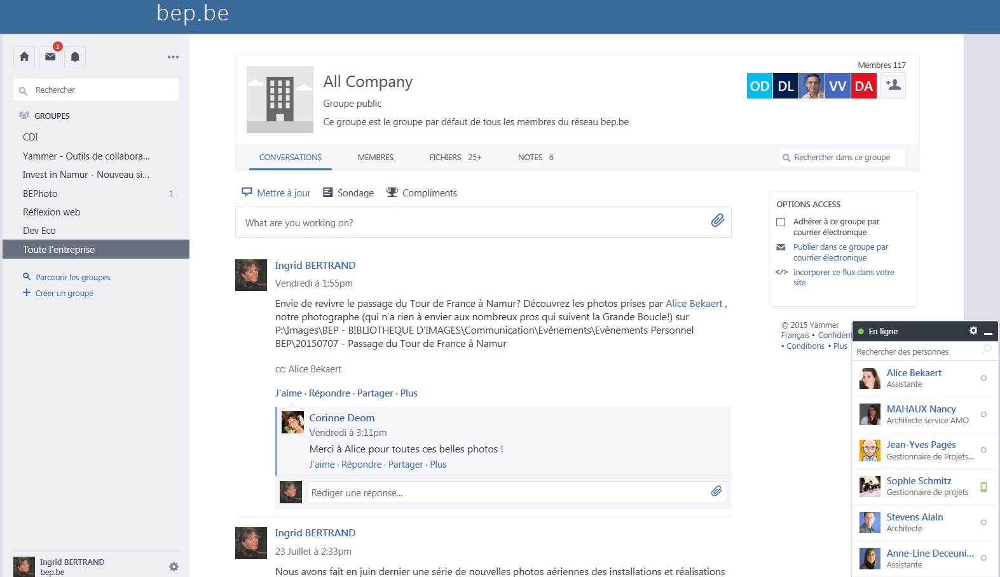 bep.be
1
•••
Rechercher
GROUPES
CDI
Yammer - Outils de collabora...
Invest in Namur - Nouveau si...
BEPhoto 1
Réflexion web
Dev Eco
Toute l'entreprise
Parcourir les groupes
Créer un groupe
Ingrid BERTRAND
bep.be
All Company
Groupe public
Ce groupe est le groupe par défaut de tous les membres du réseau bep.be
Membres 117
OD DL VV DA
CONVERSATIONS MEMBRES FICHIERS 25+ NOTES 6 Rechercher dans ce groupe
Mettre à jour Sondage Compliments
What are you working on?
Ingrid BERTRAND
Vendredi à 1:55pm
Envie de revivre le passage du Tour de France à Namur? Découvrez les photos prises par Alice Bekaert ,
notre photographe (qui n'a rien à envier aux nombreux pros qui suivent la Grande Boucle!) sur
P:\Images\BEP - BIBLIOTHEQUE D'IMAGES\Communication\Evènements\Evènements Personnel
BEP\20150707 - Passage du Tour de France à Namur
cc: Alice Bekaert
J'aime · Répondre · Partager · Plus
Corinne Deom
Vendredi à 3:11pm
Merci à Alice pour toutes ces belles photos !
J'aime · Répondre · Partager · Plus
Rédiger une réponse...
Ingrid BERTRAND
23 Juillet à 2:33pm
Nous avons fait en juin dernier une série de nouvelles photos aériennes des installations et réalisations
OPTIONS ACCESS
Adhérer à ce groupe par
courrier électronique
Publier dans ce groupe par
courrier électronique
</> Incorporer ce flux dans votre
site
© 2015 Yammer
Français • Confident
• Conditions • Plus
En ligne
Rechercher des personnes
Alice Bekaert
Assistante
MAHAUX Nancy
Architecte service AMO
Jean-Yves Pagès
Gestionnaire de Projets...
Sophie Schmitz
Gestionnaire de projets
Stevens Alain
Architecte
Anne-Line Deceuni...
Assistante